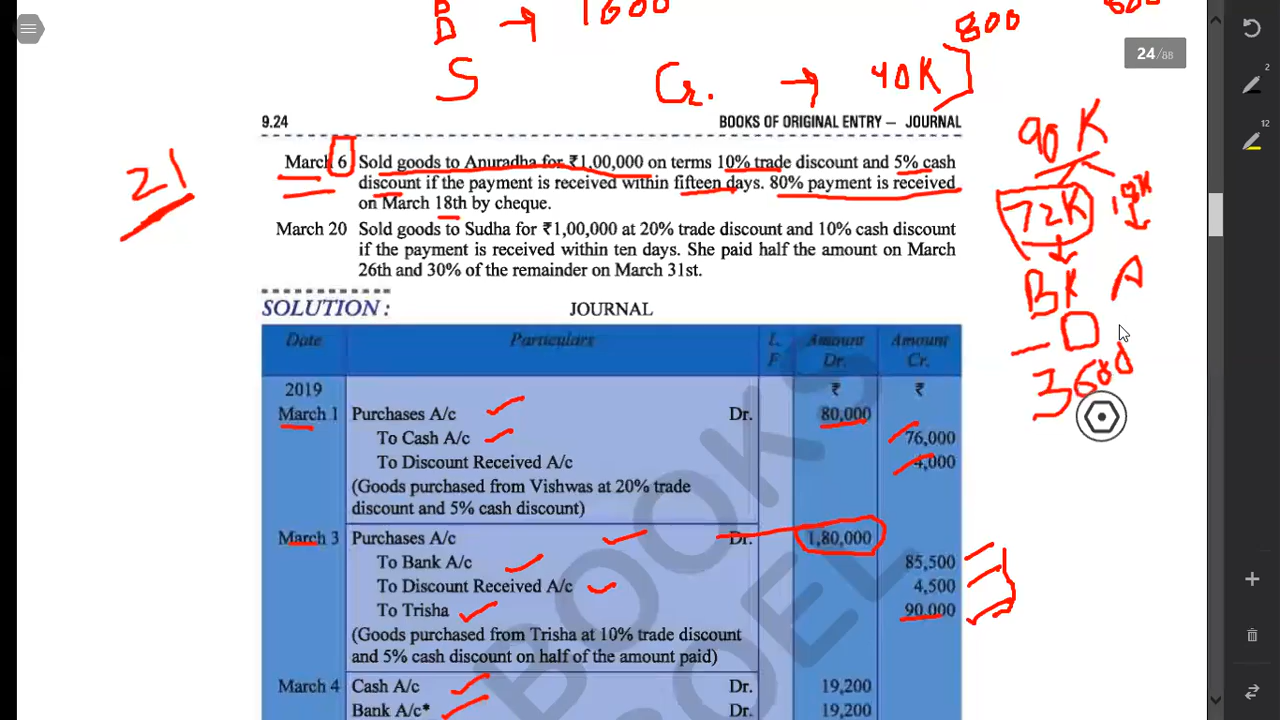 1600
800
S Cr. → 40K
24/88
2
12
9.24 BOOKS OF ORIGINAL ENTRY – JOURNAL
90 K
21
72K
BK A
3600
March 6 Sold goods to Anuradha for ₹1,00,000 on terms 10% trade discount and 5% cash
discount if the payment is received within fifteen days. 80% payment is received
on March 18th by cheque.
March 20 Sold goods to Sudha for ₹1,00,000 at 20% trade discount and 10% cash discount
if the payment is received within ten days. She paid half the amount on March
26th and 30% of the remainder on March 31st.
SOLUTION : JOURNAL
Date Particulars L. Amount Amount
F. Dr. Cr.
2019 ₹ ₹
March 1 Purchases A/c Dr. 80,000
To Cash A/c 76,000
To Discount Received A/c 4,000
(Goods purchased from Vishwas at 20% trade
discount and 5% cash discount)
March 3 Purchases A/c Dr. 1,80,000
To Bank A/c 85,500
To Discount Received A/c 4,500
To Trisha 90,000
(Goods purchased from Trisha at 10% trade discount
and 5% cash discount on half of the amount paid)
March 4 Cash A/c Dr. 19,200
Bank A/c* Dr. 19,200
BOOKS
GOEL